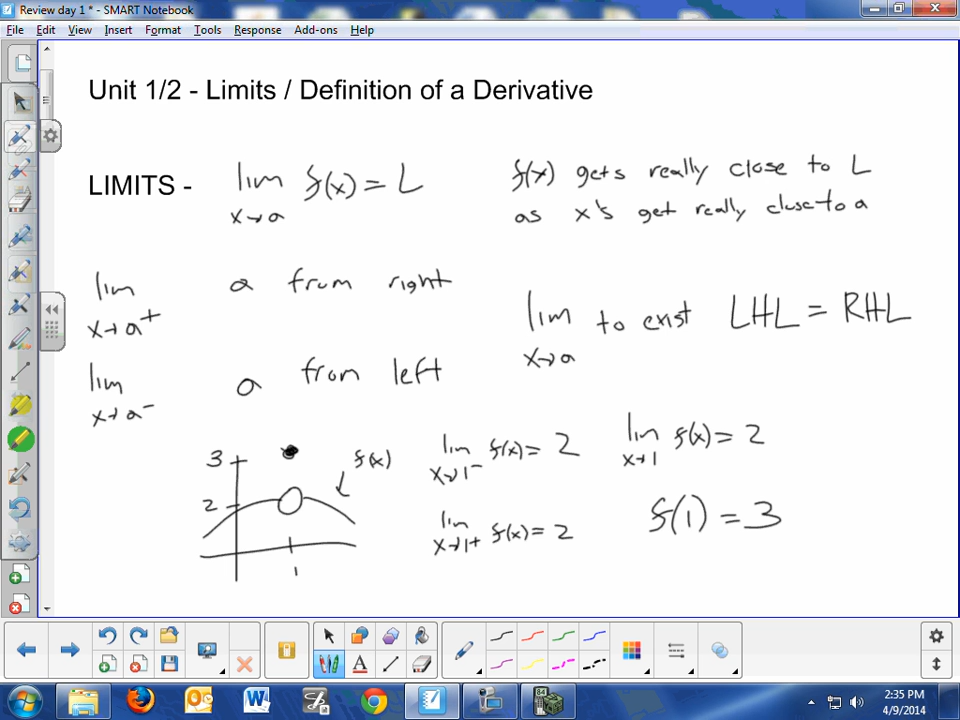 Review day 1 * - SMART Notebook
File Edit View Insert Format Tools Response Add-ons Help
Unit 1/2 - Limits / Definition of a Derivative
LIMITS - lim x→a f(x) = L
f(x) gets really close to L
as x's get really close to a
lim x→a⁺ a from right
lim x→a to exist LHL = RHL
lim x→a⁻ a from left
3
2
1
f(x)
lim x→1⁻ f(x) = 2
lim x→1 f(x) = 2
lim x→1⁺ f(x) = 2
f(1) = 3
2:35 PM
4/9/2014